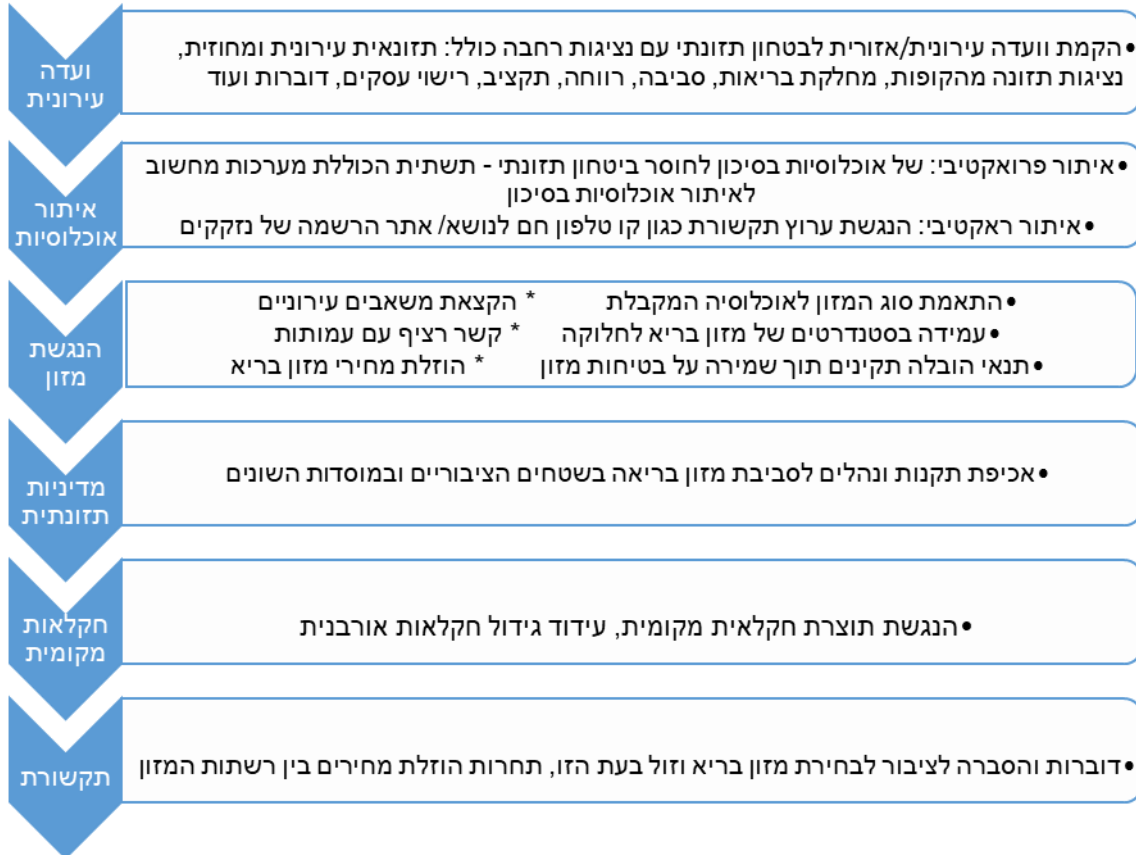 ועדה
עירונית
•הקמת וועדה עירונית/אזורית לבטחון תזונתי עם נציגות רחבה כולל: תזונאית עירונית ומחוזית,
נציגות תזונה מהקופות, מחלקת בריאות, סביבה, רווחה, תקציב, רישוי עסקים, דוברות ועוד
איתור
אוכלוסיות
•איתור פרואקטיבי: של אוכלוסיות בסיכון לחוסר ביטחון תזונתי - תשתית הכוללת מערכות מחשוב
לאיתור אוכלוסיות בסיכון
•איתור ראקטיבי: הנגשת ערוץ תקשורת כגון קו טלפון חם לנושא/ אתר הרשמה של נזקקים
הנגשת
מזון
•התאמת סוג המזון לאוכלוסיה המקבלת * הקצאת משאבים עירוניים
•עמידה בסטנדרטים של מזון בריא לחלוקה * קשר רציף עם עמותות
•תנאי הובלה תקינים תוך שמירה על בטיחות מזון * הוזלת מחירי מזון בריא
מדיניות
תזונתית
•אכיפת תקנות ונהלים לסביבת מזון בריאה בשטחים הציבוריים ובמוסדות השונים
חקלאות
מקומית
•הנגשת תוצרת חקלאית מקומית, עידוד גידול חקלאות אורבנית
תקשורת
•דוברות והסברה לציבור לבחירת מזון בריא וזול בעת הזו, תחרות הוזלת מחירים בין רשתות המזון